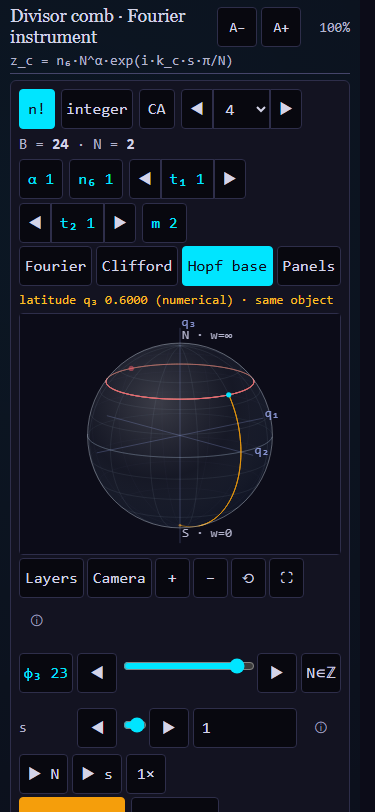 Divisor comb · Fourier instrument A− A+ 100%
z_c = n₆·N^α·exp(i·k_c·s·π/N)
n! integer CA ◀ 4 ▶
B = 24 · N = 2
α 1 n₆ 1 ◀ t₁ 1 ▶
◀ t₂ 1 ▶ m 2
Fourier Clifford Hopf base Panels
latitude q₃ 0.6000 (numerical) · same object
q₃
N · w=∞
q₁
q₂
S · w=0
Layers Camera + − ⟲ ⛶
ⓘ
ϕ₃ 23 ◀ ▶ N∈ℤ
s ◀ ▶ 1 ⓘ
▶ N ▶ s 1×